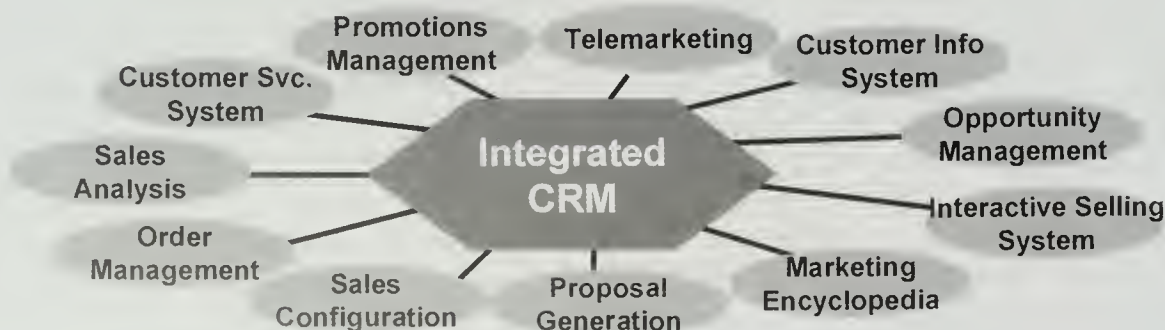 Promotions
Management
Telemarketing
Customer Info
System
Customer Svc.
System
Opportunity
Management
Integrated
CRM
Sales
Analysis
Interactive Selling
System
Order
Management
Marketing
Encyclopedia
Sales
Configuration
Proposal
Generation